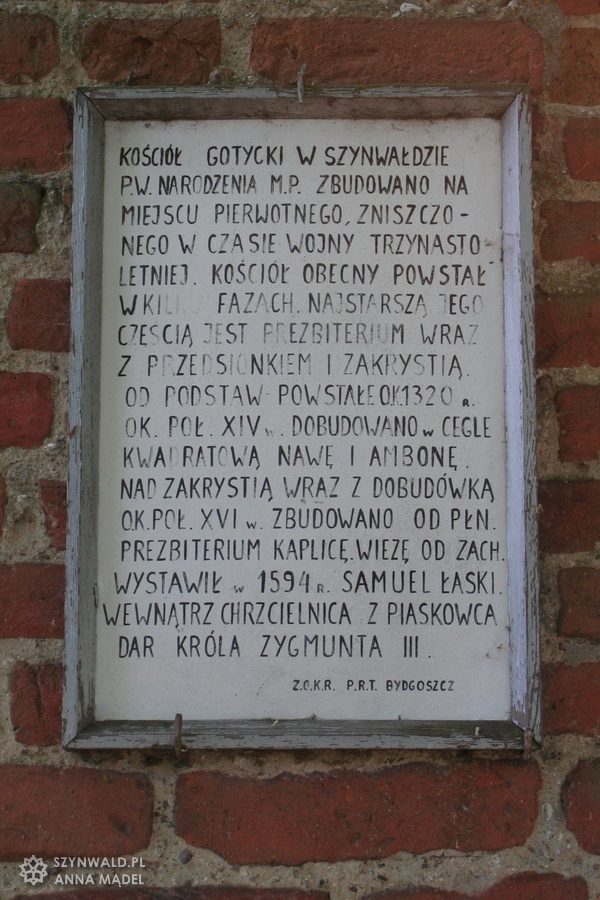 KOŚCIÓŁ GOTYCKI W SZYNWAŁDZIE
P.W. NARODZENIA M.P. ZBUDOWANO NA
MIEJSCU PIERWOTNEGO, ZNISZCZO-
NEGO W CZASIE WOJNY TRZYNASTO-
LETNIEJ. KOŚCIÓŁ OBECNY POWSTAŁ
W KILKU FAZACH. NAJSTARSZĄ JEGO
CZĘŚCIĄ JEST PREZBITERIUM WRAZ
Z PRZEDSIONKIEM I ZAKRYSTIĄ.
OD PODSTAW POWSTAŁE OK.1320 R.
OK. POŁ. XIV W. DOBUDOWANO W CEGLE
KWADRATOWĄ NAWĘ I AMBONĘ.
NAD ZAKRYSTIĄ WRAZ Z DOBUDÓWKĄ
OK.POŁ. XVI W. ZBUDOWANO OD PŁN.
PREZBITERIUM KAPLICĘ.WIEZĘ OD ZACH.
WYSTAWIŁ W 1594 R. SAMUEL ŁASKI.
WEWNĄTRZ CHRZCIELNICA Z PIASKOWCA
DAR KRÓLA ZYGMUNTA III.
Z.O.K.R. P.R.T. BYDGOSZCZ
SZYNWALD.PL
ANNA MĄDEL